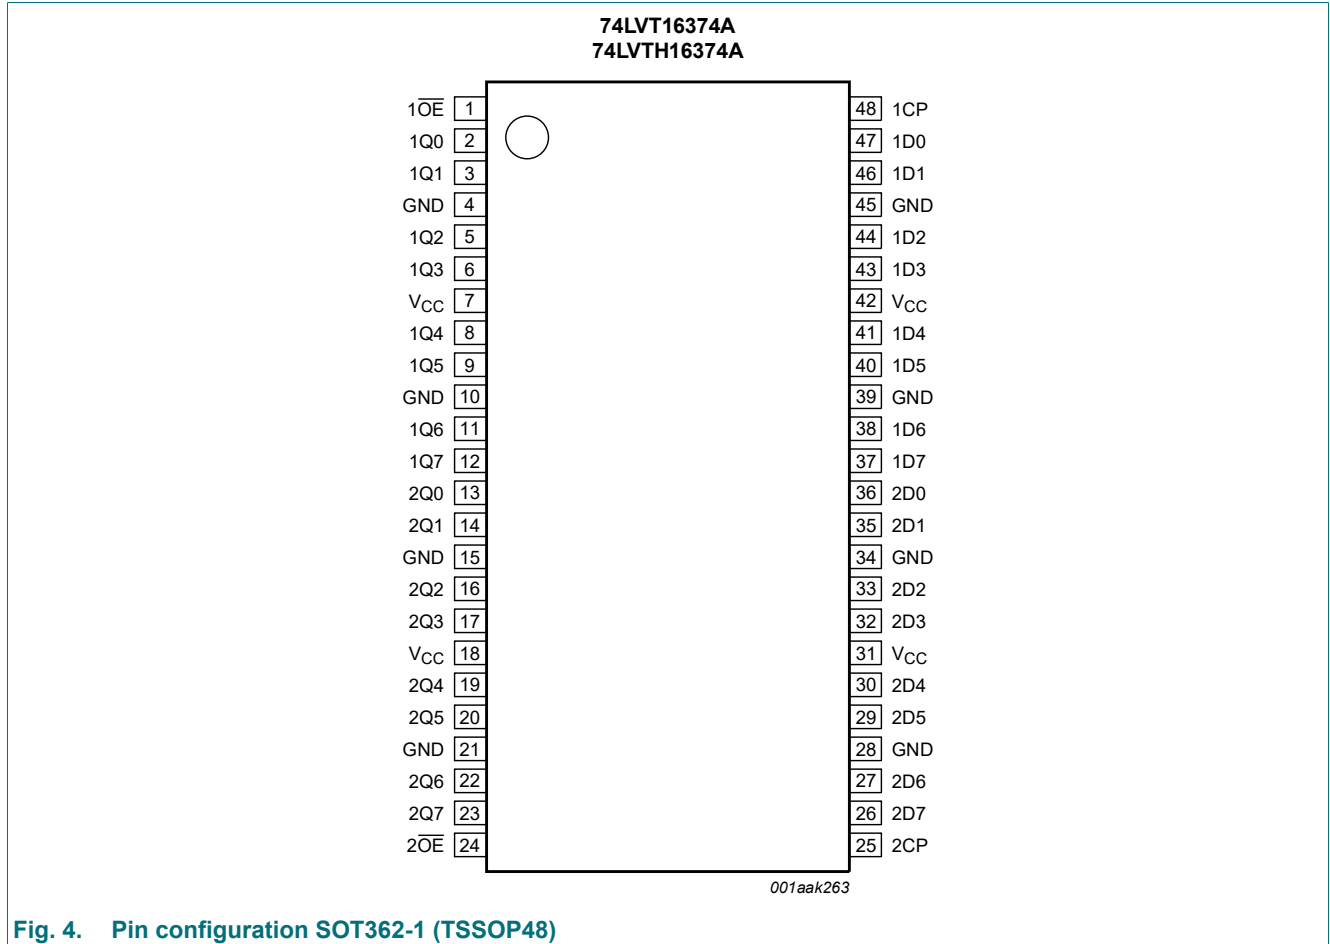 74LVT16374A
74LVTH16374A
1O̅E̅ 1 48 1CP
1Q0 2 47 1D0
1Q1 3 46 1D1
GND 4 45 GND
1Q2 5 44 1D2
1Q3 6 43 1D3
VCC 7 42 VCC
1Q4 8 41 1D4
1Q5 9 40 1D5
GND 10 39 GND
1Q6 11 38 1D6
1Q7 12 37 1D7
2Q0 13 36 2D0
2Q1 14 35 2D1
GND 15 34 GND
2Q2 16 33 2D2
2Q3 17 32 2D3
VCC 18 31 VCC
2Q4 19 30 2D4
2Q5 20 29 2D5
GND 21 28 GND
2Q6 22 27 2D6
2Q7 23 26 2D7
2O̅E̅ 24 25 2CP
001aak263
Fig. 4. Pin configuration SOT362-1 (TSSOP48)